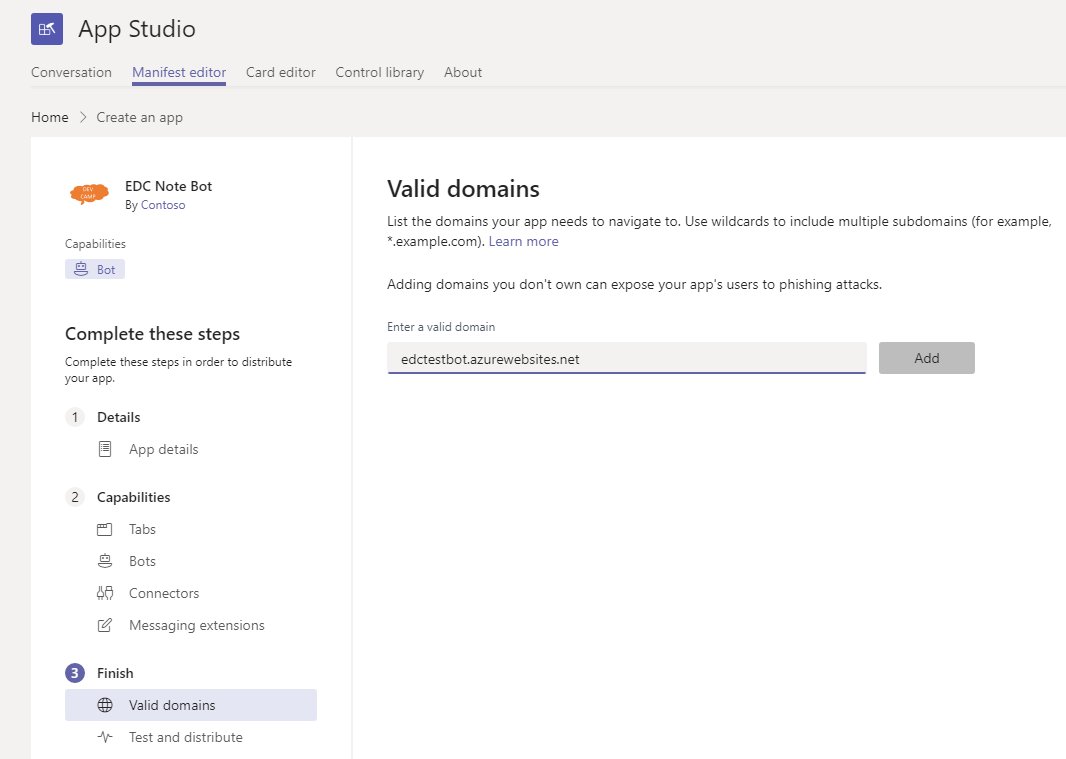 App Studio
Conversation Manifest editor Card editor Control library About
Home > Create an app
DEV
CAMP
EDC Note Bot
By Contoso
Capabilities
Bot
Complete these steps
Complete these steps in order to distribute
your app.
1 Details
App details
2 Capabilities
Tabs
Bots
Connectors
Messaging extensions
3 Finish
Valid domains
Test and distribute
Valid domains
List the domains your app needs to navigate to. Use wildcards to include multiple subdomains (for example,
*.example.com). Learn more
Adding domains you don't own can expose your app's users to phishing attacks.
Enter a valid domain
edctestbot.azurewebsites.net Add